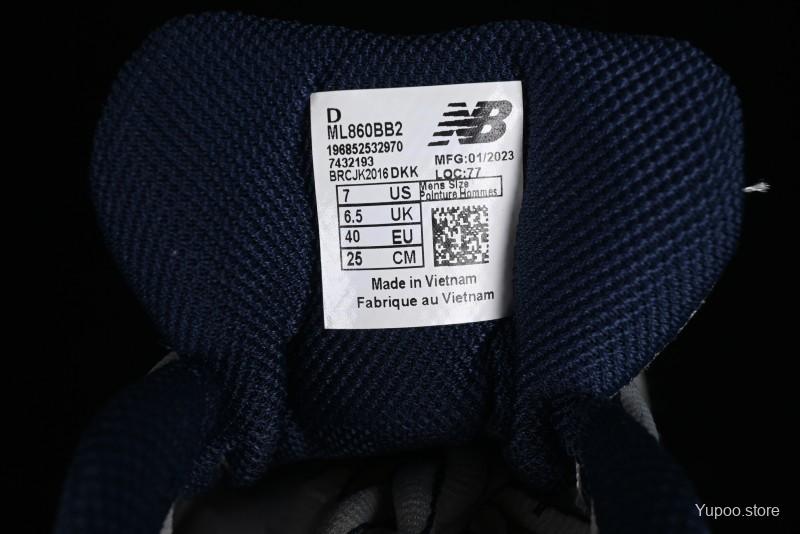 D
ML860BB2
NB
196852532970
7432193
MFG:01/2023
BRCJK2016 DKK
LOC:77
7 US
Mens Size
Pointure Hommes
6.5 UK
40 EU
25 CM
Made in Vietnam
Fabrique au Vietnam
Yupoo.store